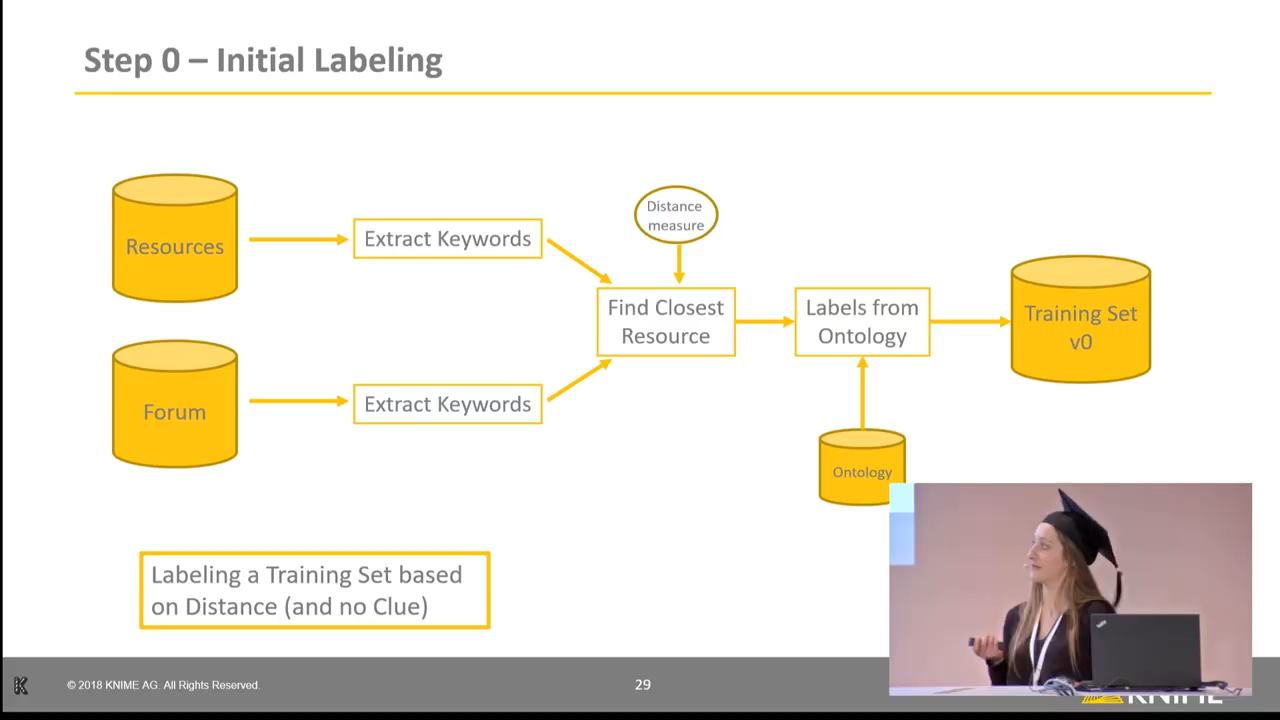 Step 0 – Initial Labeling
Resources
Extract Keywords
Distance
measure
Find Closest
Resource
Labels from
Ontology
Training Set
v0
Forum
Extract Keywords
Ontology
Labeling a Training Set based
on Distance (and no Clue)
K
© 2018 KNIME AG. All Rights Reserved.
29
KNIME